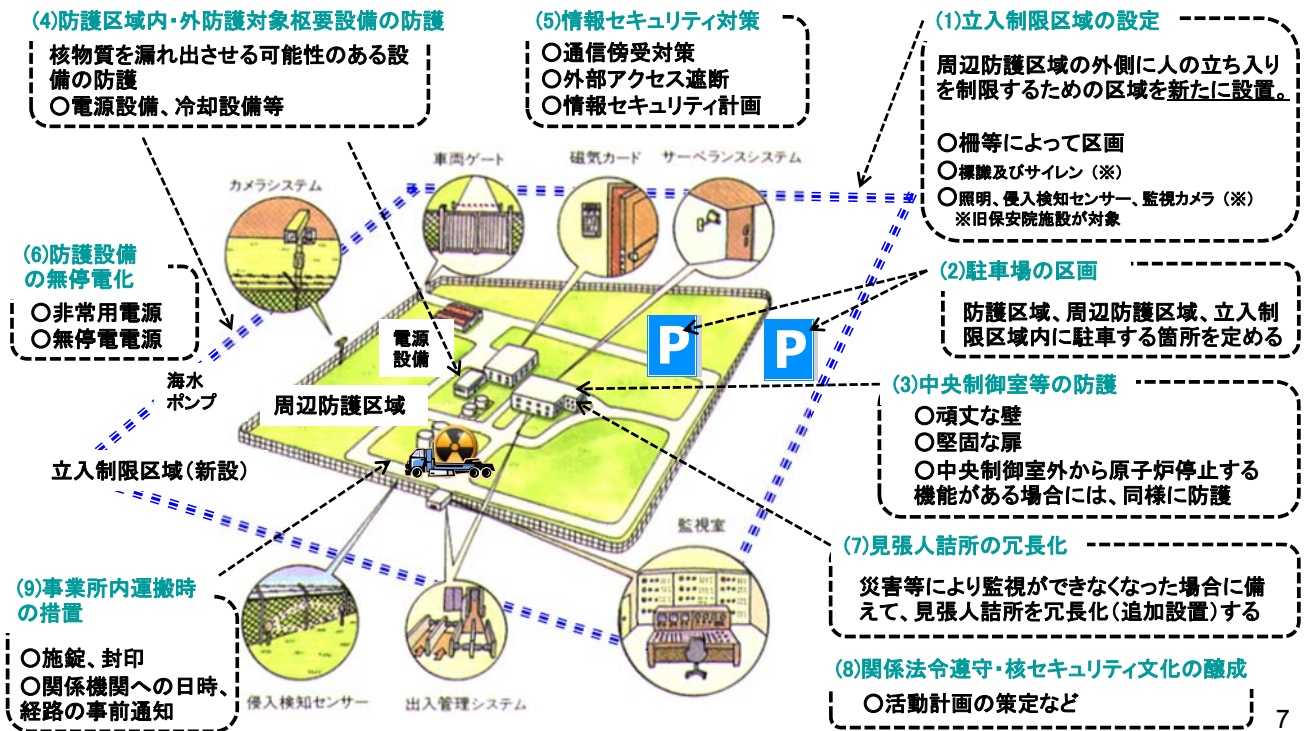 (4)防護区域内・外防護対象枢要設備の防護
核物質を漏れ出させる可能性のある設
備の防護
○電源設備、冷却設備等
(5)情報セキュリティ対策
○通信傍受対策
○外部アクセス遮断
○情報セキュリティ計画
(1)立入制限区域の設定
周辺防護区域の外側に人の立ち入り
を制限するための区域を新たに設置。
○柵等によって区画
○標識及びサイレン（※）
○照明、侵入検知センサー、監視カメラ（※）
※旧保安院施設が対象
車両ゲート
磁気カード
サーベランスシステム
カメラシステム
(6)防護設備
の無停電化
○非常用電源
○無停電電源
(2)駐車場の区画
防護区域、周辺防護区域、立入制
限区域内に駐車する箇所を定める
電源
設備
P
P
海水
ポンプ
周辺防護区域
(3)中央制御室等の防護
○頑丈な壁
○堅固な扉
○中央制御室外から原子炉停止する
機能がある場合には、同様に防護
立入制限区域（新設）
監視室
(7)見張人詰所の冗長化
災害等により監視ができなくなった場合に備
えて、見張人詰所を冗長化（追加設置）する
(9)事業所内運搬時
の措置
○施錠、封印
○関係機関への日時、
経路の事前通知
侵入検知センサー
出入管理システム
(8)関係法令遵守・核セキュリティ文化の醸成
○活動計画の策定など
7